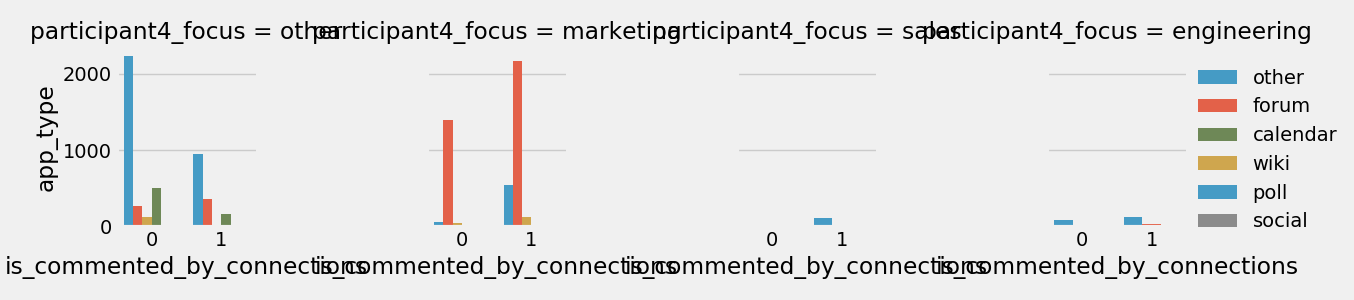 participant4_focus = other
participant4_focus = marketing
participant4_focus = sales
participant4_focus = engineering
app_type
2000
1000
0
0 1
0 1
0 1
0 1
is_commented_by_connections
is_commented_by_connections
is_commented_by_connections
is_commented_by_connections
other
forum
calendar
wiki
poll
social